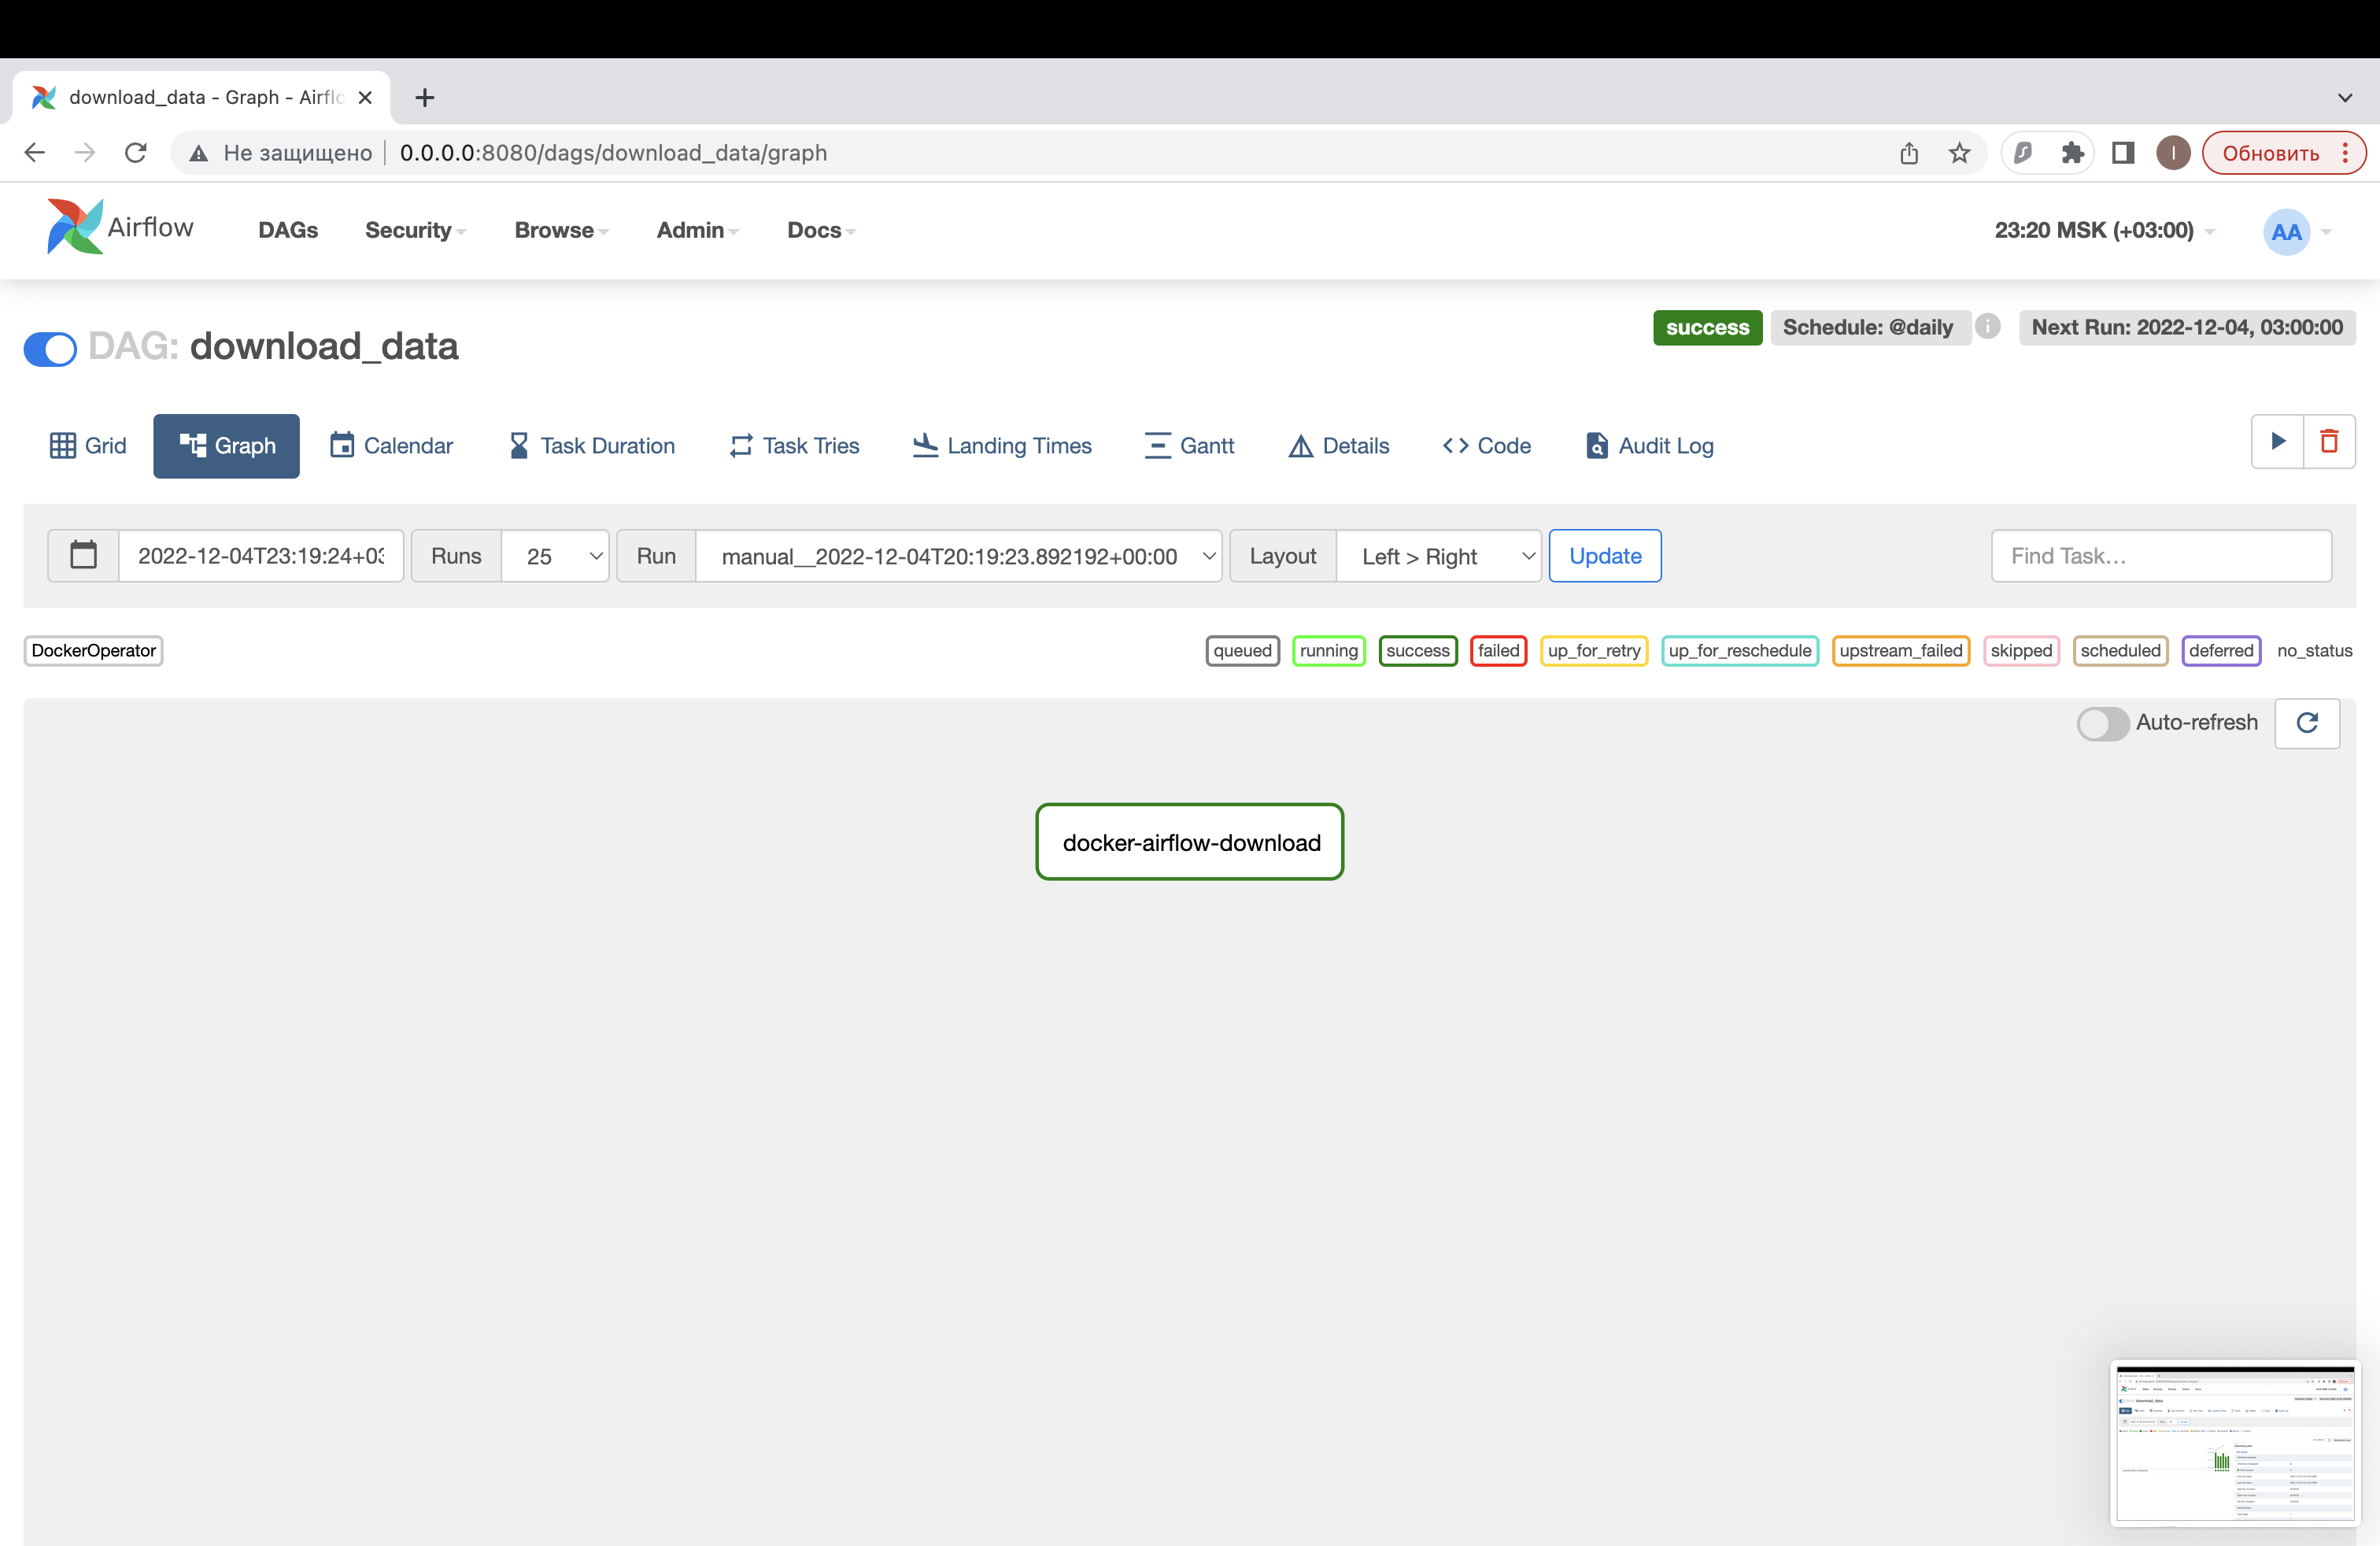 download_data - Graph - Airflo
Не защищено
0.0.0.0:8080/dags/download_data/graph
I
Обновить
Airflow
DAGs
Security
Browse
Admin
Docs
23:20 MSK (+03:00)
AA
DAG: download_data
success
Schedule: @daily
i
Next Run: 2022-12-04, 03:00:00
Grid
Graph
Calendar
Task Duration
Task Tries
Landing Times
Gantt
Details
Code
Audit Log
2022-12-04T23:19:24+03
Runs
25
Run
manual__2022-12-04T20:19:23.892192+00:00
Layout
Left > Right
Update
Find Task…
DockerOperator
queued
running
success
failed
up_for_retry
up_for_reschedule
upstream_failed
skipped
scheduled
deferred
no_status
Auto-refresh
docker-airflow-download